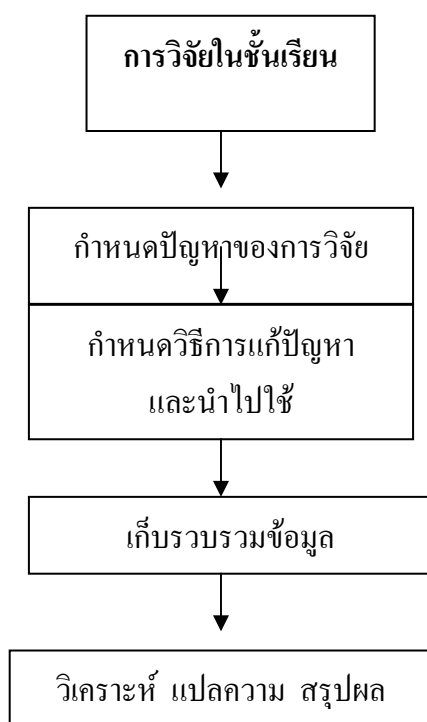 การวิจัยในชั้นเรียน
กำหนดปัญหาของการวิจัย
กำหนดวิธีการแก้ปัญหา
และนำไปใช้
เก็บรวบรวมข้อมูล
วิเคราะห์ แปลความ สรุปผล